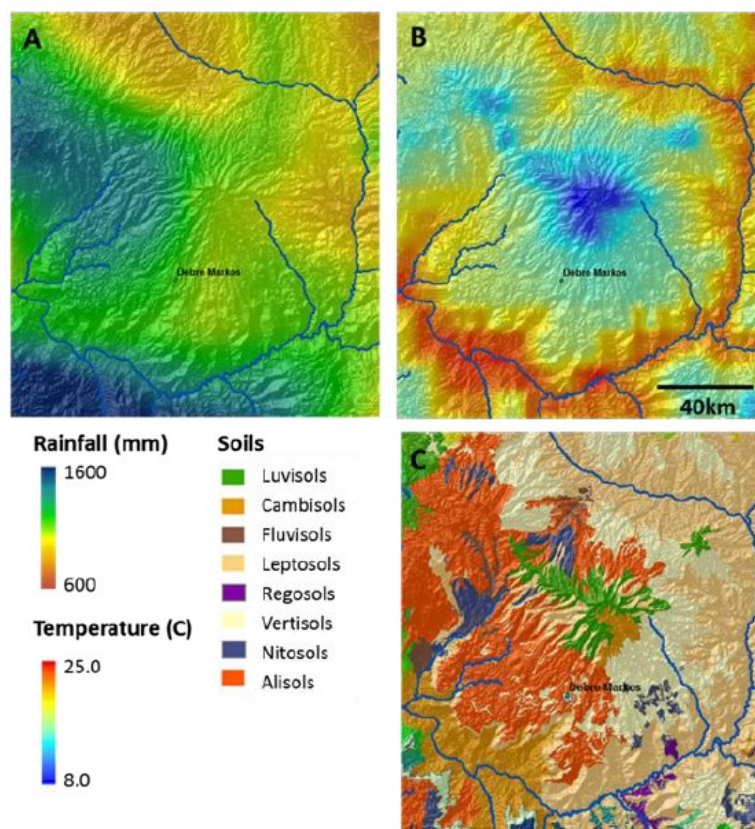 A
Debre Markos
B
Debre Markos
40km
Rainfall (mm)
1600
600
Temperature (C)
25.0
8.0
Soils
Luvisols
Cambisols
Fluvisols
Leptosols
Regosols
Vertisols
Nitosols
Alisols
C
Debre Markos